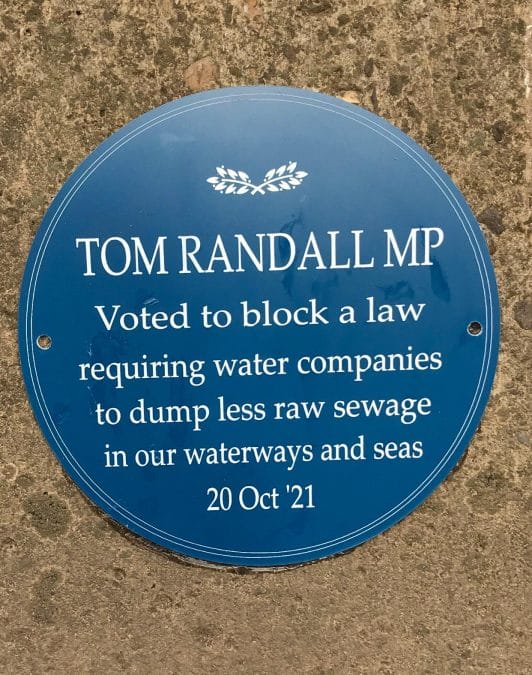 TOM RANDALL MP
Voted to block a law
requiring water companies
to dump less raw sewage
in our waterways and seas
20 Oct '21